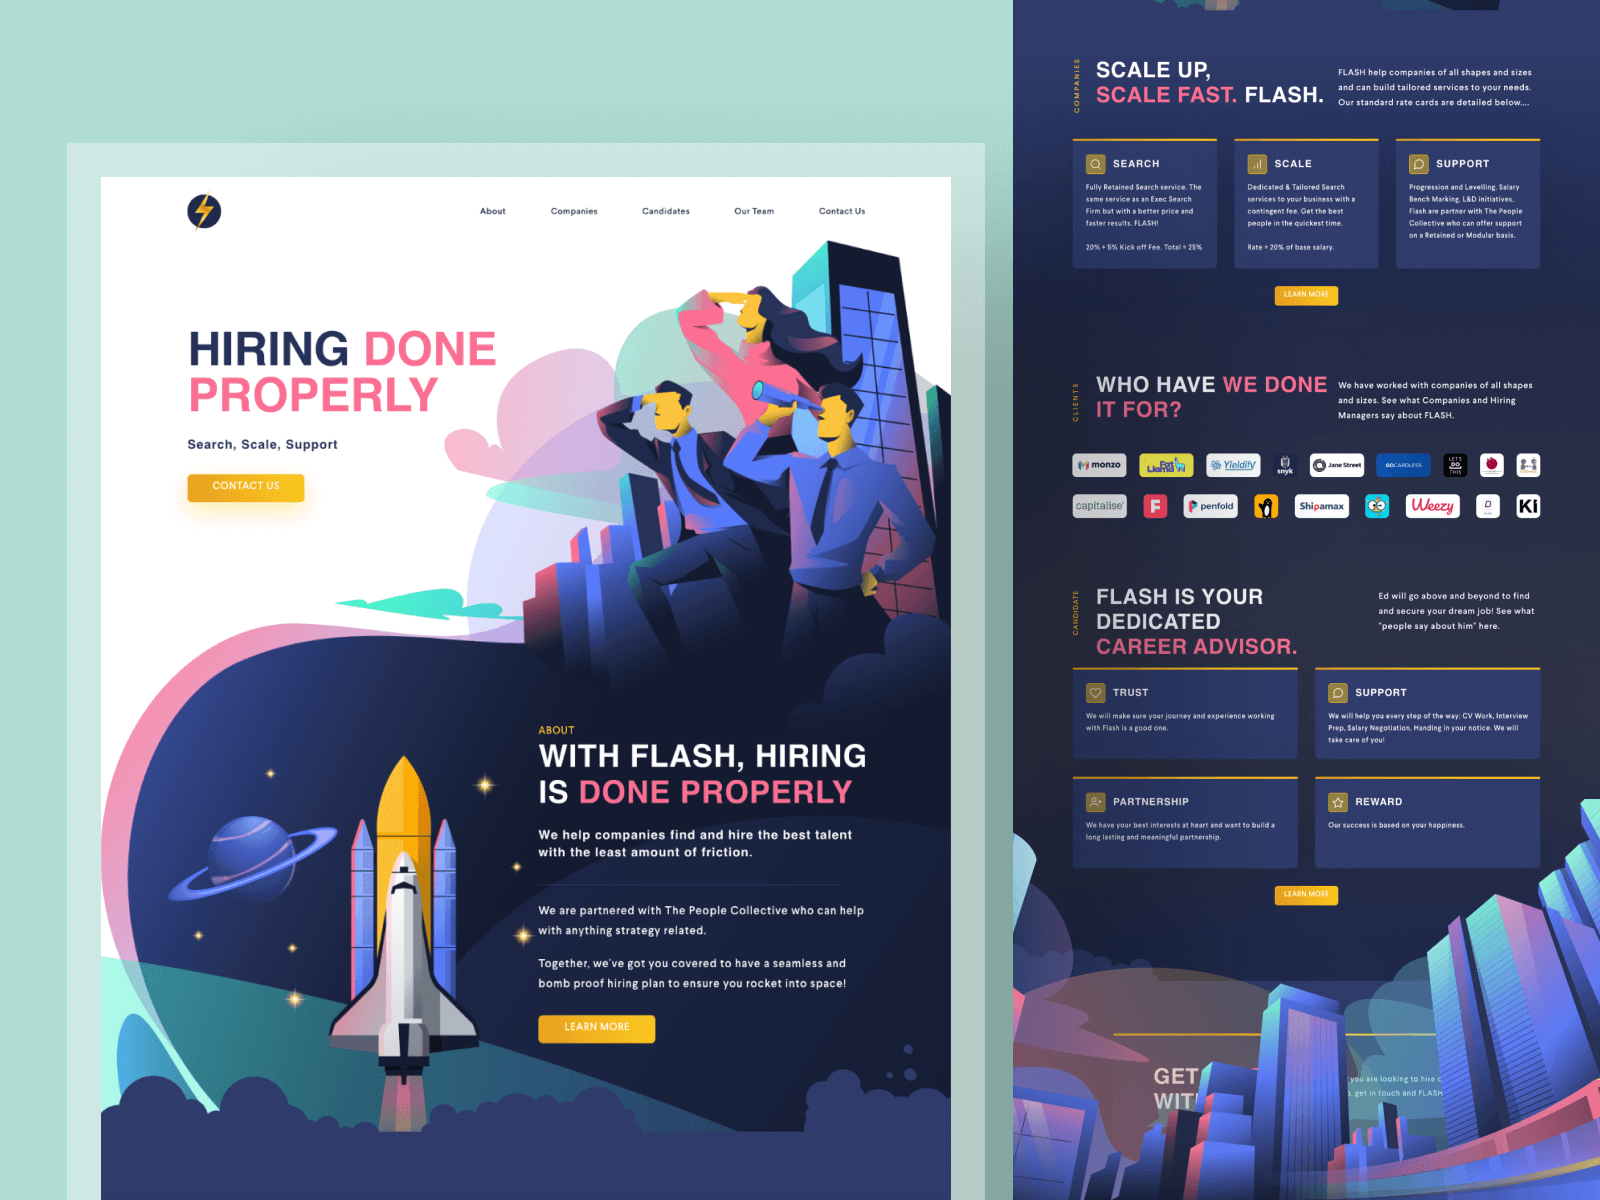 About
Companies
Candidates
Our Team
Contact Us
HIRING DONE
PROPERLY
Search, Scale, Support
CONTACT US
ABOUT
WITH FLASH, HIRING
IS DONE PROPERLY
We help companies find and hire the best talent
with the least amount of friction.
We are partnered with The People Collective who can help
with anything strategy related.
Together, we've got you covered to have a seamless and
bomb proof hiring plan to ensure you rocket into space!
LEARN MORE
COMPANIES
SCALE UP,
SCALE FAST. FLASH.
FLASH help companies of all shapes and sizes
and can build tailored services to your needs.
Our standard rate cards are detailed below....
SEARCH
Fully Retained Search service. The
same service as an Exec Search
Firm but with a better price and
faster results. FLASH!
20% + 5% Kick off Fee. Total = 25%
SCALE
Dedicated & Tailored Search
services to your business with a
contingent fee. Get the best
people in the quickest time.
Rate = 20% of base salary.
SUPPORT
Progression and Levelling, Salary
Bench Marking, L&D initiatives,
Flash are partner with The People
Collective who can offer support
on a Retained or Modular basis.
LEARN MORE
CLIENTS
WHO HAVE WE DONE
IT FOR?
We have worked with companies of all shapes
and sizes. See what Companies and Hiring
Managers say about FLASH.
monzo
Fat
Llama
Yieldify
snyk
Jane Street
GOCARDLESS
LETS
DO
THIS
capitalise
F
penfold
Shipamax
Weezy
Ki
CANDIDATE
FLASH IS YOUR
DEDICATED
CAREER ADVISOR.
Ed will go above and beyond to find
and secure your dream job! See what
"people say about him" here.
TRUST
We will make sure your journey and experience working
with Flash is a good one.
SUPPORT
We will help you every step of the way: CV Work, Interview
Prep, Salary Negotiation, Handing in your notice. We will
take care of you!
PARTNERSHIP
We have your best interests at heart and want to build a
long lasting and meaningful partnership.
REWARD
Our success is based on your happiness.
LEARN MORE
GET
WIT
you are looking to hire
get in touch and FLASH